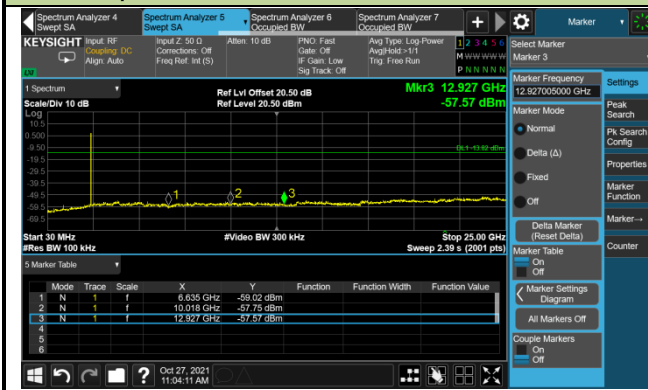 Spectrum Analyzer 4
Swept SA
Spectrum Analyzer 5
Swept SA
Spectrum Analyzer 6
Occupied BW
Spectrum Analyzer 7
Occupied BW
+
Marker
KEYSIGHT
Input: RF
Coupling: DC
Align: Auto
Input Z: 50 Ω
Corrections: Off
Freq Ref: Int (S)
Atten: 10 dB
PNO: Fast
Gate: Off
IF Gain: Low
Sig Track: Off
Avg Type: Log-Power
Avg|Hold:>1/1
Trig: Free Run
1 2 3 4 5 6
M W W W W W
P N N N N N
Select Marker
Marker 3
1 Spectrum
Scale/Div 10 dB
Log
Ref Lvl Offset 20.50 dB
Ref Level 20.50 dBm
Mkr3 12.927 GHz
-57.57 dBm
10.5
0.500
-9.50
-19.5
-29.5
-39.5
-49.5
-59.5
-69.5
DL1 -13.82 dBm
1
2
3
Start 30 MHz
#Res BW 100 kHz
#Video BW 300 kHz
Stop 25.00 GHz
Sweep 2.39 s (2001 pts)
5 Marker Table
Mode Trace Scale X Y Function Function Width Function Value
1 N 1 f 6.635 GHz -59.02 dBm
2 N 1 f 10.018 GHz -57.75 dBm
3 N 1 f 12.927 GHz -57.57 dBm
4
5
6
Marker Frequency
12.927005000 GHz
Marker Mode
Normal
Delta (Δ)
Fixed
Off
Delta Marker
(Reset Delta)
Marker Table
On
Off
Marker Settings
Diagram
All Markers Off
Couple Markers
On
Off
Settings
Peak
Search
Pk Search
Config
Properties
Marker
Function
Marker→
Counter
?
Oct 27, 2021
11:04:11 AM